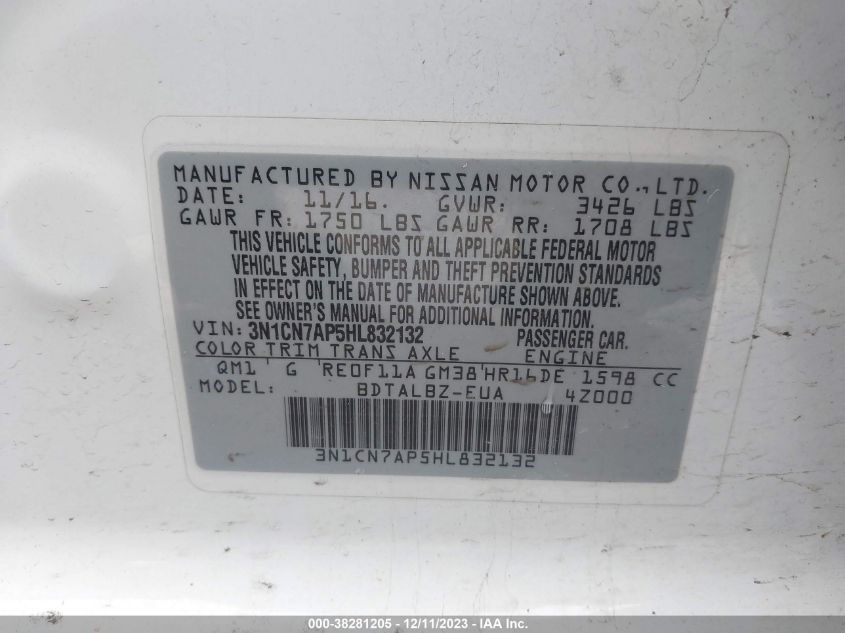 MANUFACTURED BY NISSAN MOTOR CO., LTD.
DATE: 11/16. GVWR: 3426 LBS
GAWR FR: 1750 LBS GAWR RR: 1708 LBS
THIS VEHICLE CONFORMS TO ALL APPLICABLE FEDERAL MOTOR
VEHICLE SAFETY, BUMPER AND THEFT PREVENTION STANDARDS
IN EFFECT ON THE DATE OF MANUFACTURE SHOWN ABOVE.
SEE OWNER'S MANUAL FOR ADDITIONAL INFORMATION.
VIN: 3N1CN7AP5HL832132 PASSENGER CAR.
COLOR TRIM TRANS AXLE ENGINE
QM1 G RE0F11A GM38 HR16DE 1598 CC
MODEL: BDTALBZ-EUA 4Z000
3N1CN7AP5HL832132
000-38281205 - 12/11/2023 - IAA Inc.